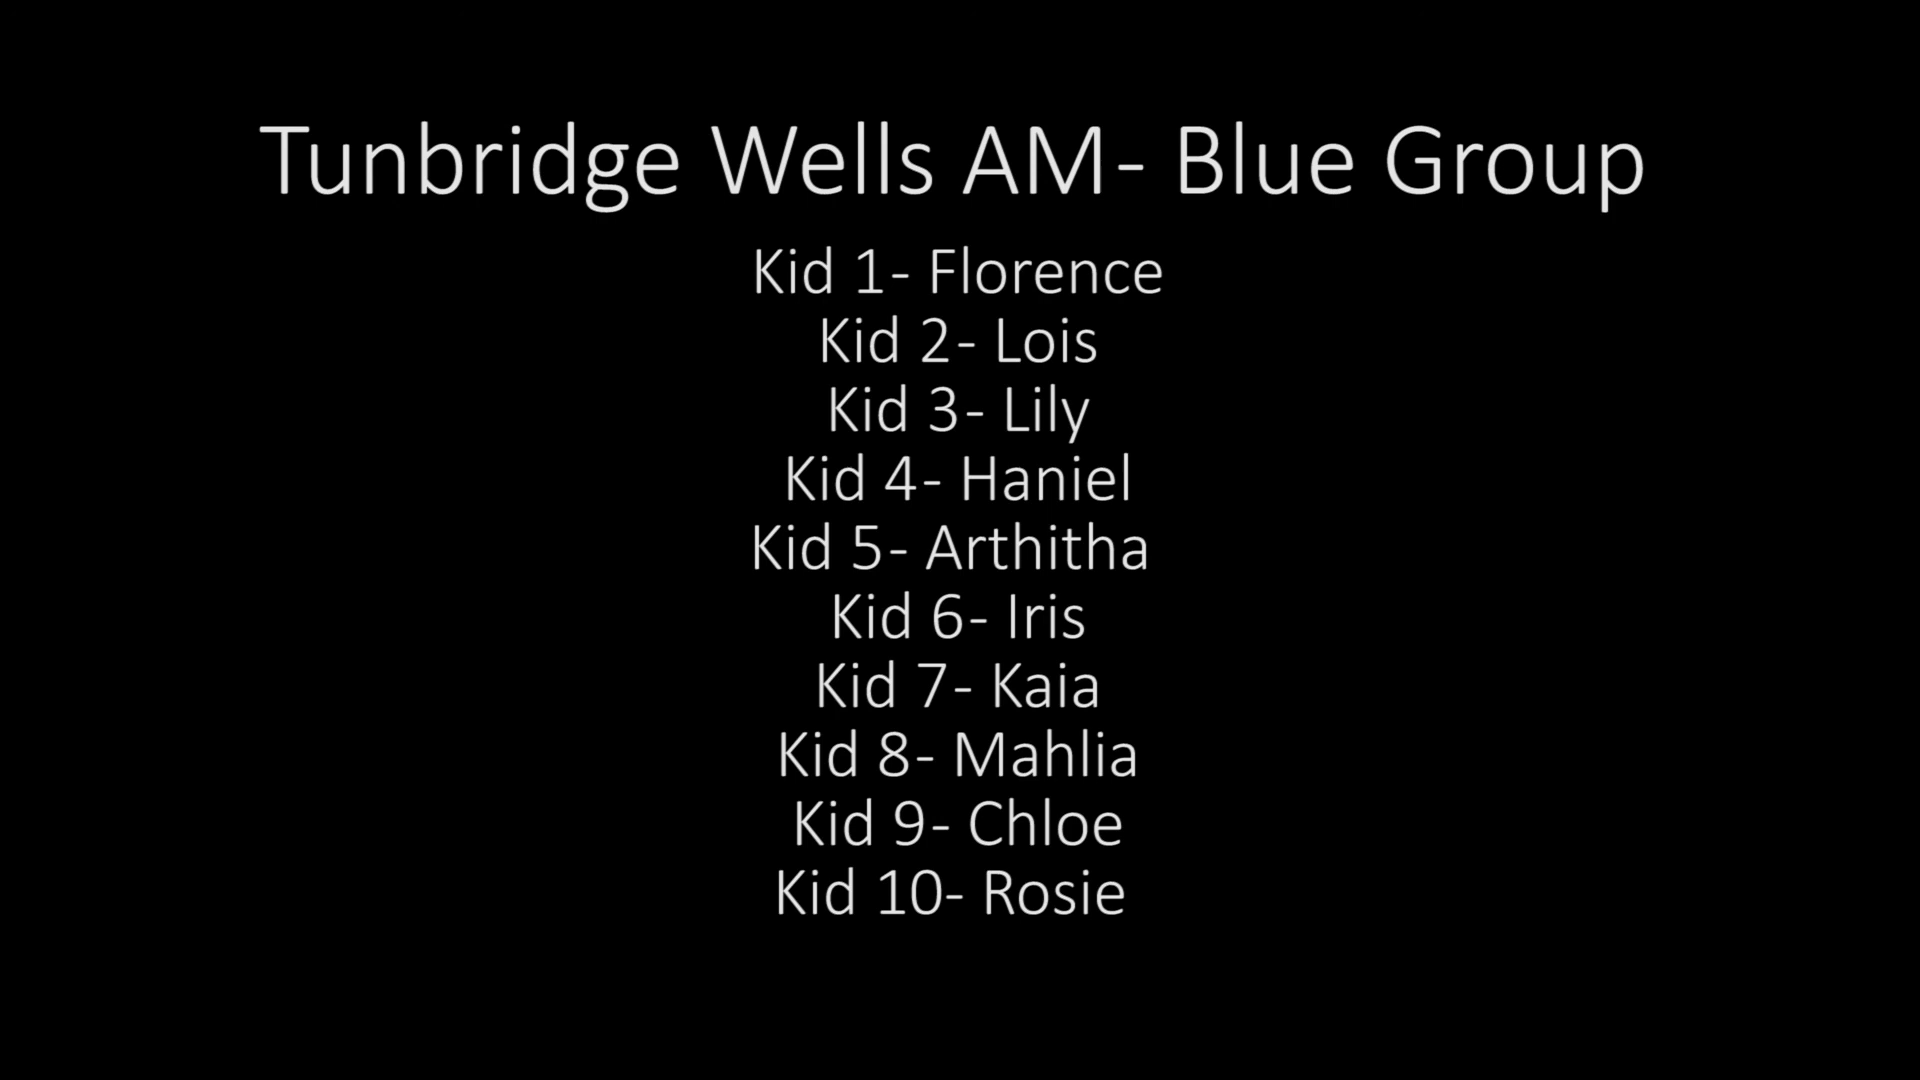 Tunbridge Wells AM- Blue Group
Kid 1- Florence
Kid 2- Lois
Kid 3- Lily
Kid 4- Haniel
Kid 5- Arthitha
Kid 6- Iris
Kid 7- Kaia
Kid 8- Mahlia
Kid 9- Chloe
Kid 10- Rosie